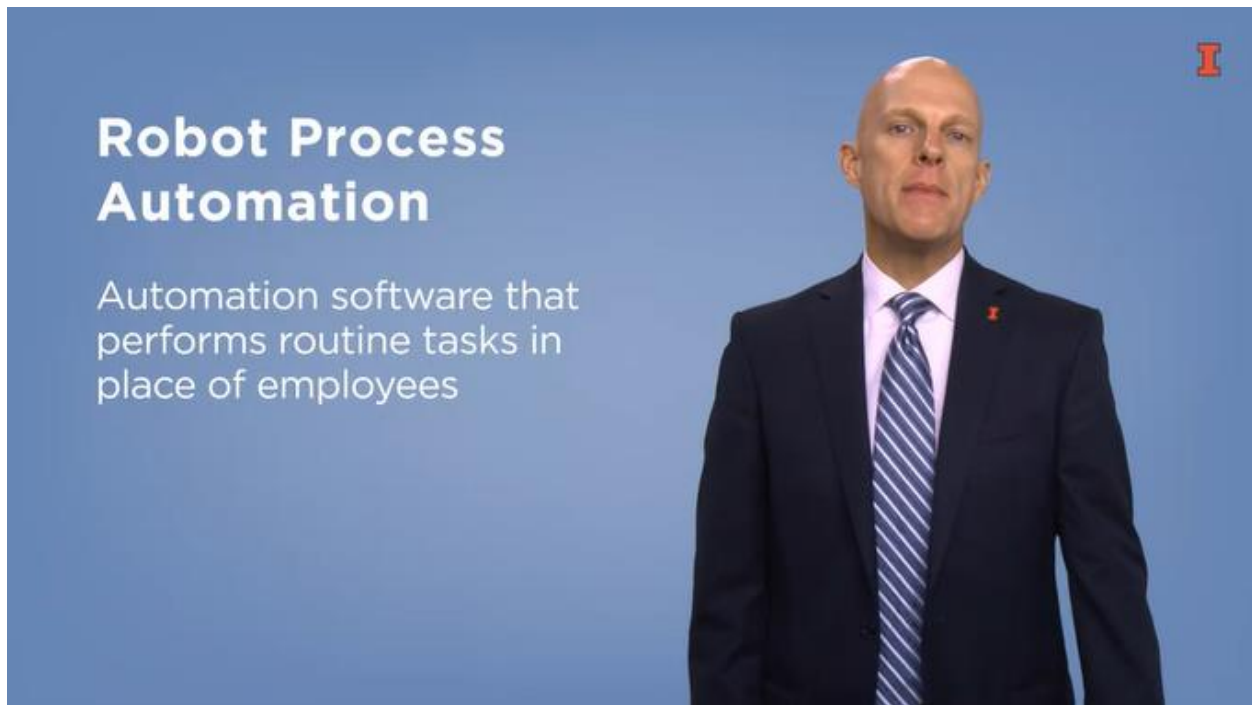 Robot Process
Automation
Automation software that
performs routine tasks in
place of employees
I